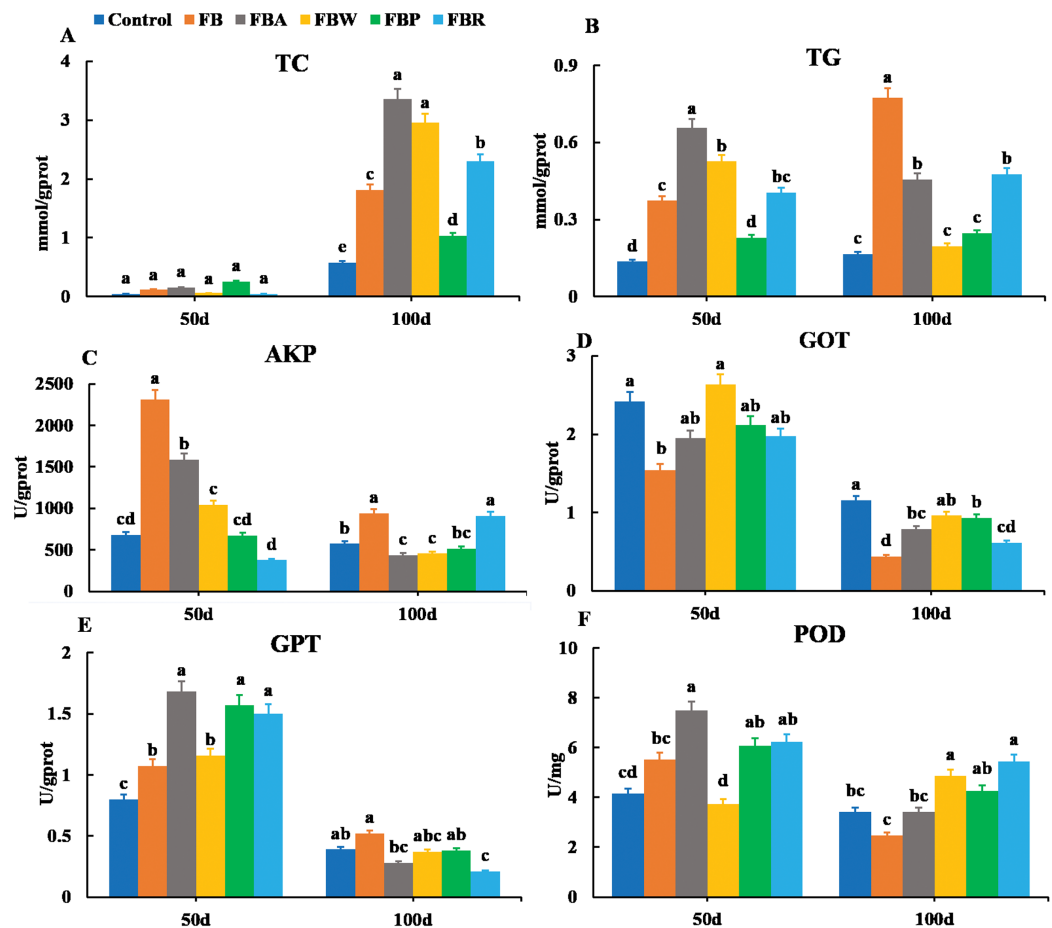 Control FB FBA FBW FBP FBR
A
TC
mmol/gprot
4
3
2
1
0
a a a a a a
e c a a d b
50d 100d
B
TG
mmol/gprot
0.9
0.6
0.3
0
d c a b d bc
c a b c c b
50d 100d
C
AKP
U/gprot
2500
2000
1500
1000
500
0
cd a b c cd d
b a c c bc a
50d 100d
D
GOT
U/gprot
3
2
1
0
a b ab a ab ab
a d bc ab b cd
50d 100d
E
GPT
U/gprot
2
1.5
1
0.5
0
c b a b a a
ab a bc abc ab c
50d 100d
F
POD
U/mg
10
8
6
4
2
0
cd bc a d ab ab
bc c bc a ab a
50d 100d